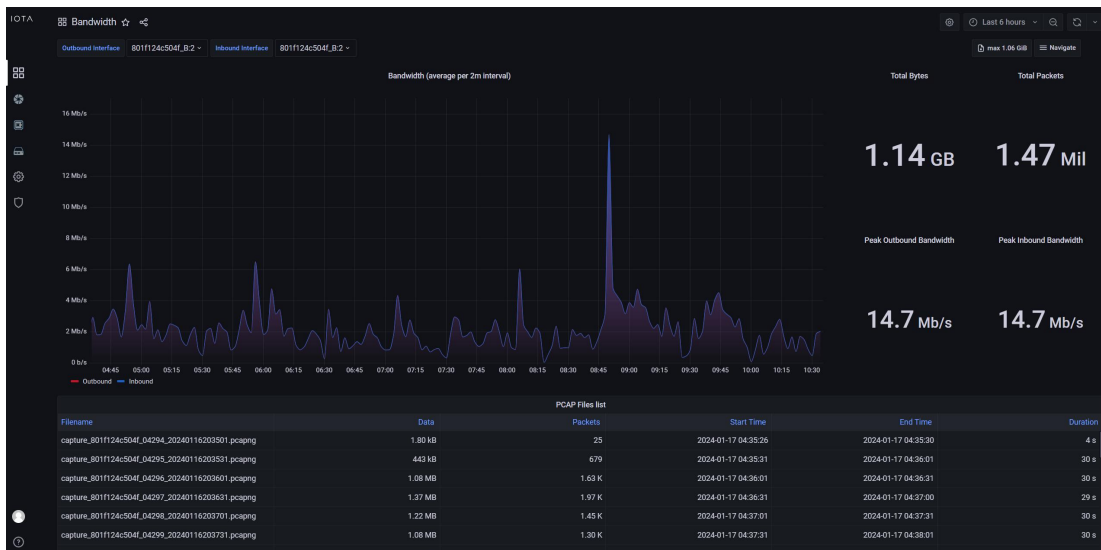 IOTA
Bandwidth
Last 6 hours
Outbound Interface 801f124c504f_B:2 Inbound Interface 801f124c504f_B:2
max 1.06 GiB Navigate
Bandwidth (average per 2m interval)
16 Mb/s
14 Mb/s
12 Mb/s
10 Mb/s
8 Mb/s
6 Mb/s
4 Mb/s
2 Mb/s
0 b/s
04:45 05:00 05:15 05:30 05:45 06:00 06:15 06:30 06:45 07:00 07:15 07:30 07:45 08:00 08:15 08:30 08:45 09:00 09:15 09:30 09:45 10:00 10:15 10:30
Outbound Inbound
Total Bytes
1.14 GB
Total Packets
1.47 Mil
Peak Outbound Bandwidth
14.7 Mb/s
Peak Inbound Bandwidth
14.7 Mb/s
PCAP Files list
Filename Data Packets Start Time End Time Duration
capture_801f124c504f_04294_20240116203501.pcapng 1.80 kB 25 2024-01-17 04:35:26 2024-01-17 04:35:30 4 s
capture_801f124c504f_04295_20240116203531.pcapng 443 kB 679 2024-01-17 04:35:31 2024-01-17 04:36:01 30 s
capture_801f124c504f_04296_20240116203601.pcapng 1.08 MB 1.63 K 2024-01-17 04:36:01 2024-01-17 04:36:31 30 s
capture_801f124c504f_04297_20240116203631.pcapng 1.37 MB 1.97 K 2024-01-17 04:36:31 2024-01-17 04:37:00 29 s
capture_801f124c504f_04298_20240116203701.pcapng 1.22 MB 1.45 K 2024-01-17 04:37:01 2024-01-17 04:37:31 30 s
capture_801f124c504f_04299_20240116203731.pcapng 1.08 MB 1.30 K 2024-01-17 04:37:31 2024-01-17 04:38:01 30 s